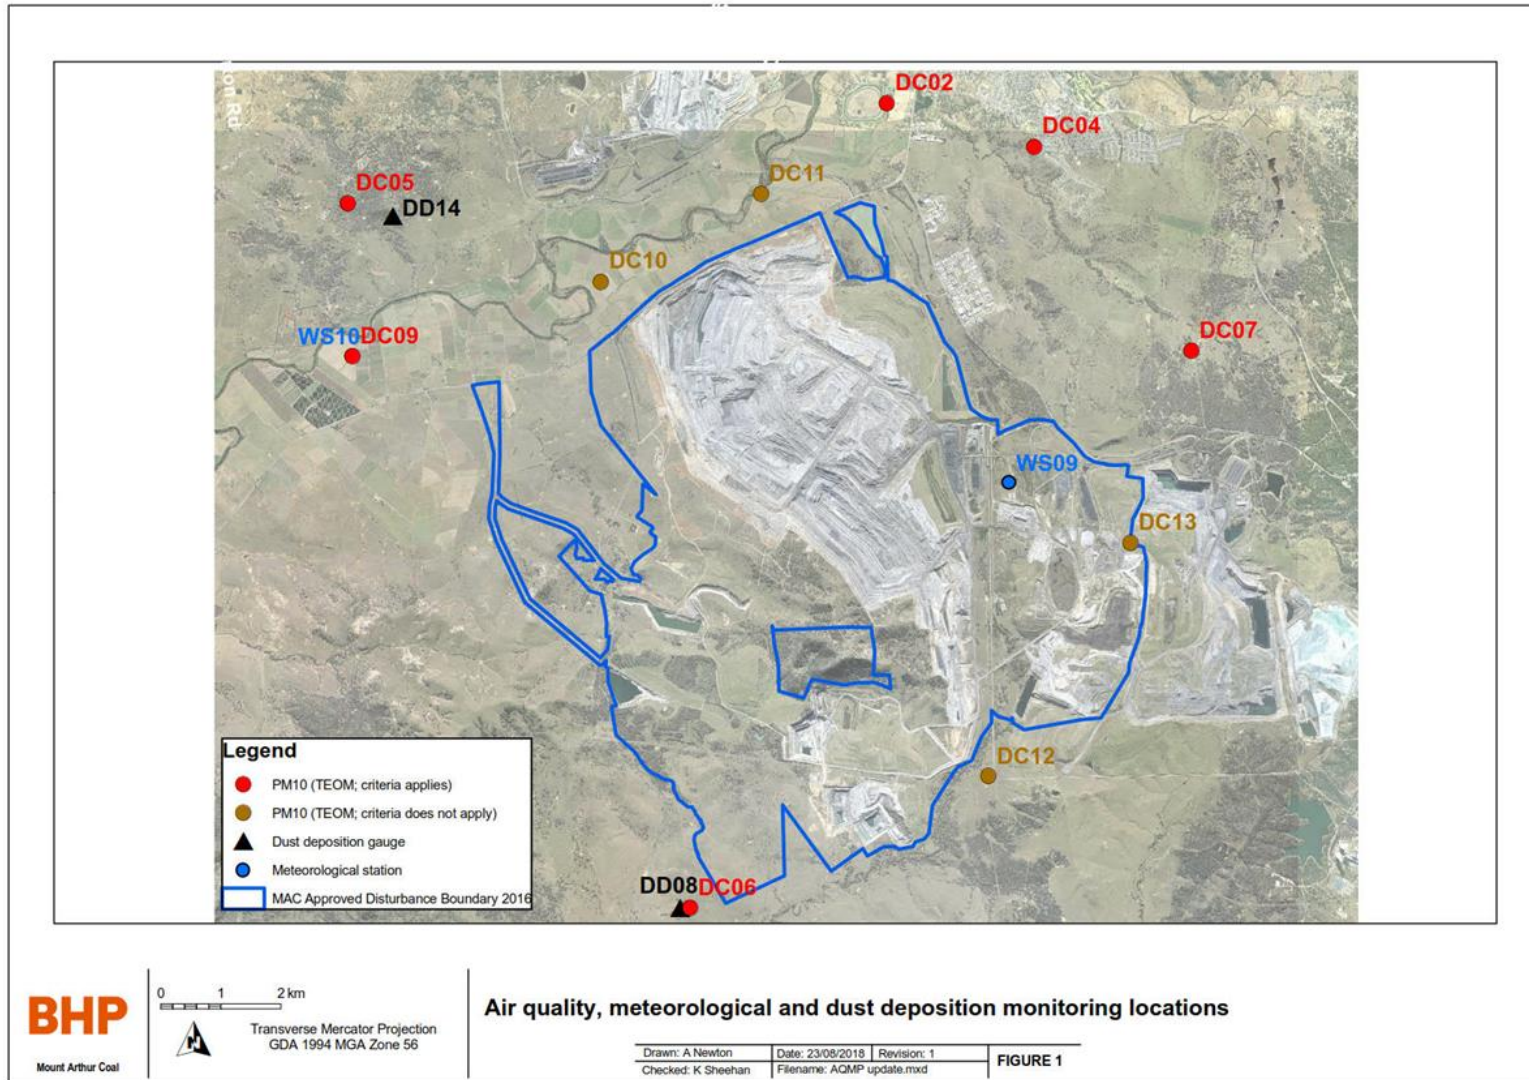 ton Rd
DC02
DC04
DC11
DC05
DD14
DC10
WS10 DC09
DC07
WS09
DC13
DC12
DD08 DC06
Legend
PM10 (TEOM; criteria applies)
PM10 (TEOM; criteria does not apply)
Dust deposition gauge
Meteorological station
MAC Approved Disturbance Boundary 2016
BHP
Mount Arthur Coal
0 1 2 km
N
Transverse Mercator Projection
GDA 1994 MGA Zone 56
Air quality, meteorological and dust deposition monitoring locations
Drawn: A Newton Date: 23/08/2018 Revision: 1
Checked: K Sheehan Filename: AQMP update.mxd
FIGURE 1